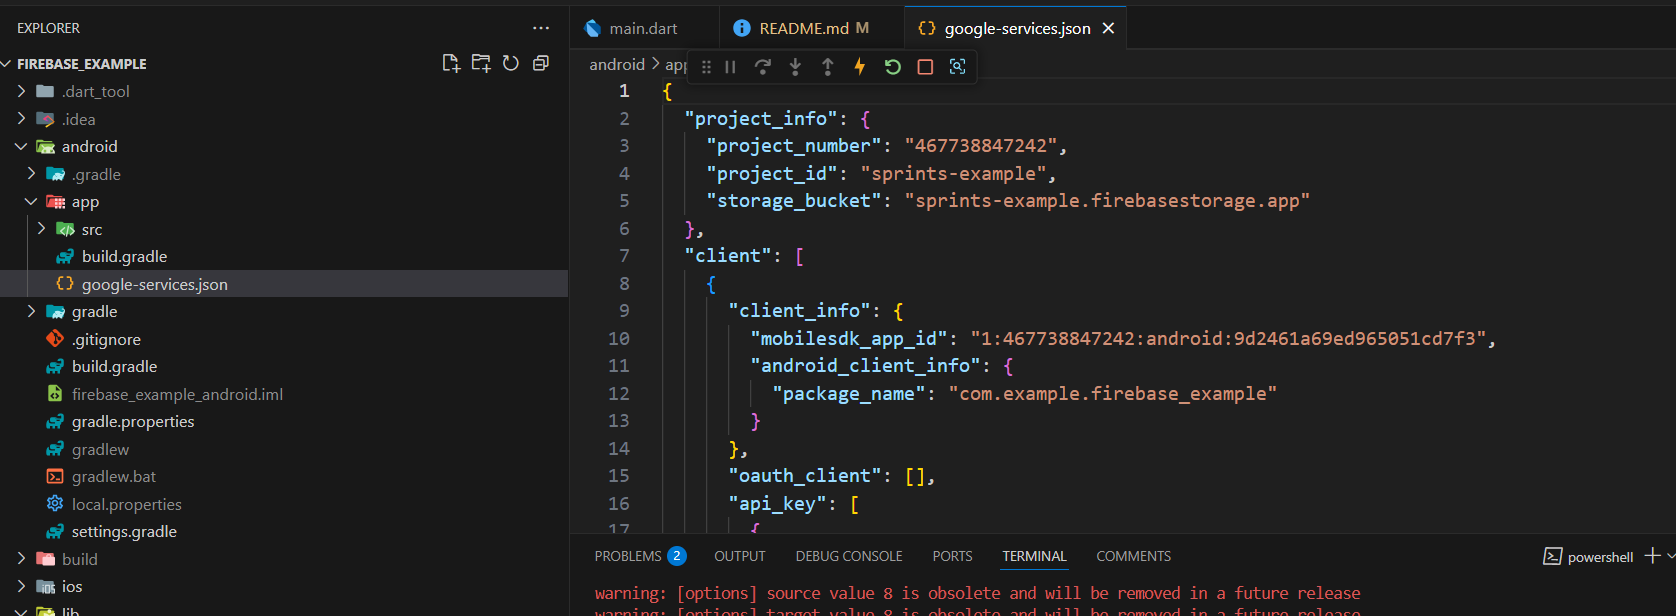 EXPLORER
FIREBASE_EXAMPLE
.dart_tool
.idea
android
.gradle
app
src
build.gradle
google-services.json
gradle
.gitignore
build.gradle
firebase_example_android.iml
gradle.properties
gradlew
gradlew.bat
local.properties
settings.gradle
build
ios
lib
main.dart
README.md M
google-services.json
android > app
1 {
2 "project_info": {
3 "project_number": "467738847242",
4 "project_id": "sprints-example",
5 "storage_bucket": "sprints-example.firebasestorage.app"
6 },
7 "client": [
8 {
9 "client_info": {
10 "mobilesdk_app_id": "1:467738847242:android:9d2461a69ed965051cd7f3",
11 "android_client_info": {
12 "package_name": "com.example.firebase_example"
13 }
14 },
15 "oauth_client": [],
16 "api_key": [
17 {
PROBLEMS 2 OUTPUT DEBUG CONSOLE PORTS TERMINAL COMMENTS powershell
warning: [options] source value 8 is obsolete and will be removed in a future release
warning: [options] target value 8 is obsolete and will be removed in a future release